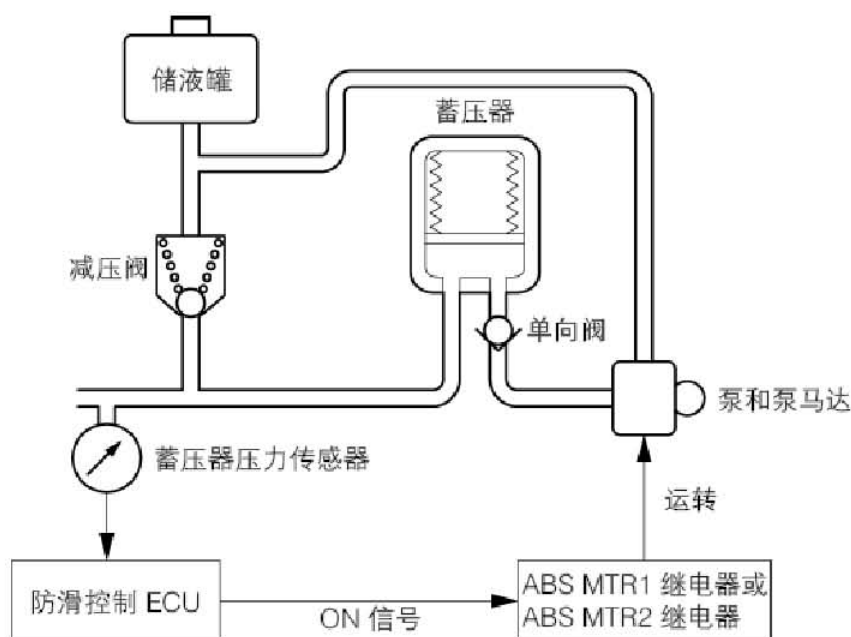 储液罐
蓄压器
减压阀
单向阀
泵和泵马达
蓄压器压力传感器
运转
防滑控制 ECU
ON 信号
ABS MTR1 继电器或
ABS MTR2 继电器